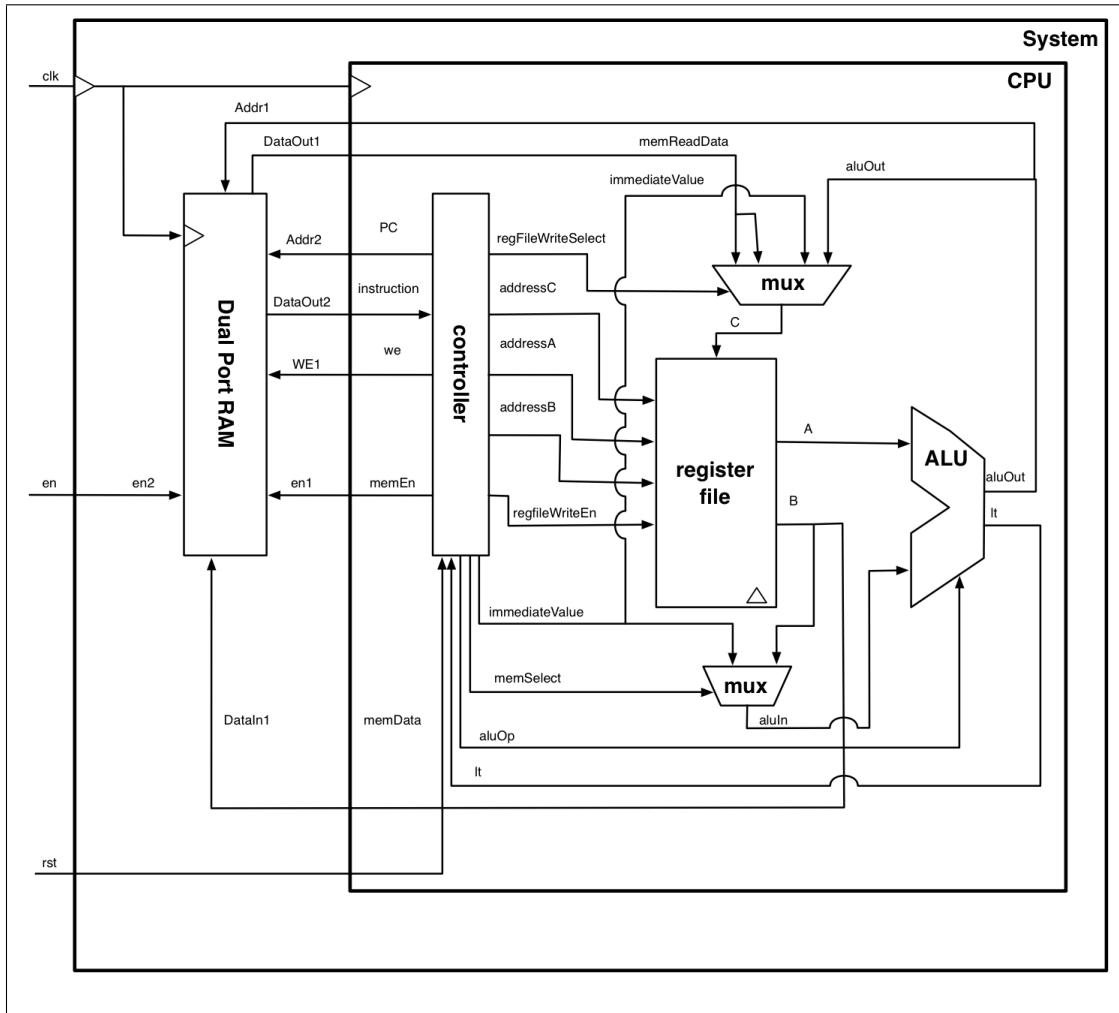 System
clk
CPU
Addr1
DataOut1
memReadData
aluOut
immediateValue
PC
Addr2
regFileWriteSelect
mux
instruction
addressC
DataOut2
C
we
addressA
WE1
Dual Port RAM
controller
addressB
A
ALU
register
file
aluOut
en
en2
en1
memEn
B
regfileWriteEn
lt
immediateValue
memSelect
mux
DataIn1
memData
aluIn
aluOp
lt
rst